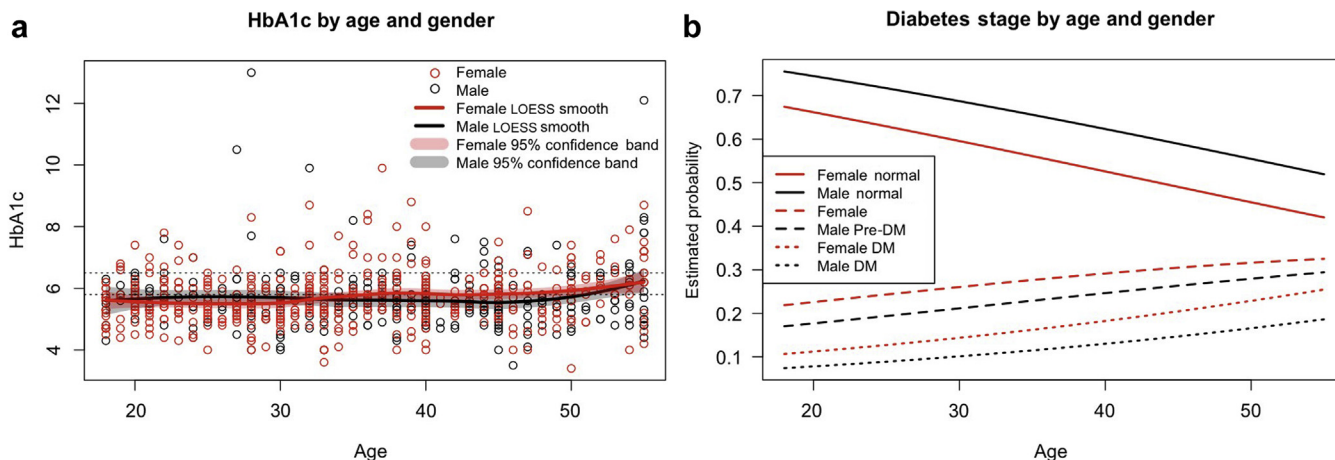 a
HbA1c by age and gender
HbA1c
12
10
8
6
4
Female
Male
Female LOESS smooth
Male LOESS smooth
Female 95% confidence band
Male 95% confidence band
20
30
40
50
Age
b
Diabetes stage by age and gender
Estimated probability
0.7
0.6
0.5
0.4
0.3
0.2
0.1
Female normal
Male normal
Female
Male Pre-DM
Female DM
Male DM
20
30
40
50
Age